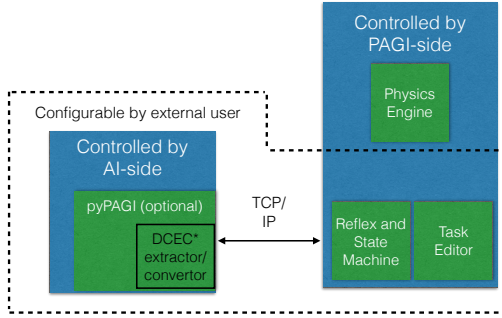 Controlled by
PAGI-side
Physics
Engine
Configurable by external user
Controlled by
AI-side
pyPAGI (optional)
DCEC*
extractor/
convertor
TCP/
IP
Reflex and
State
Machine
Task
Editor